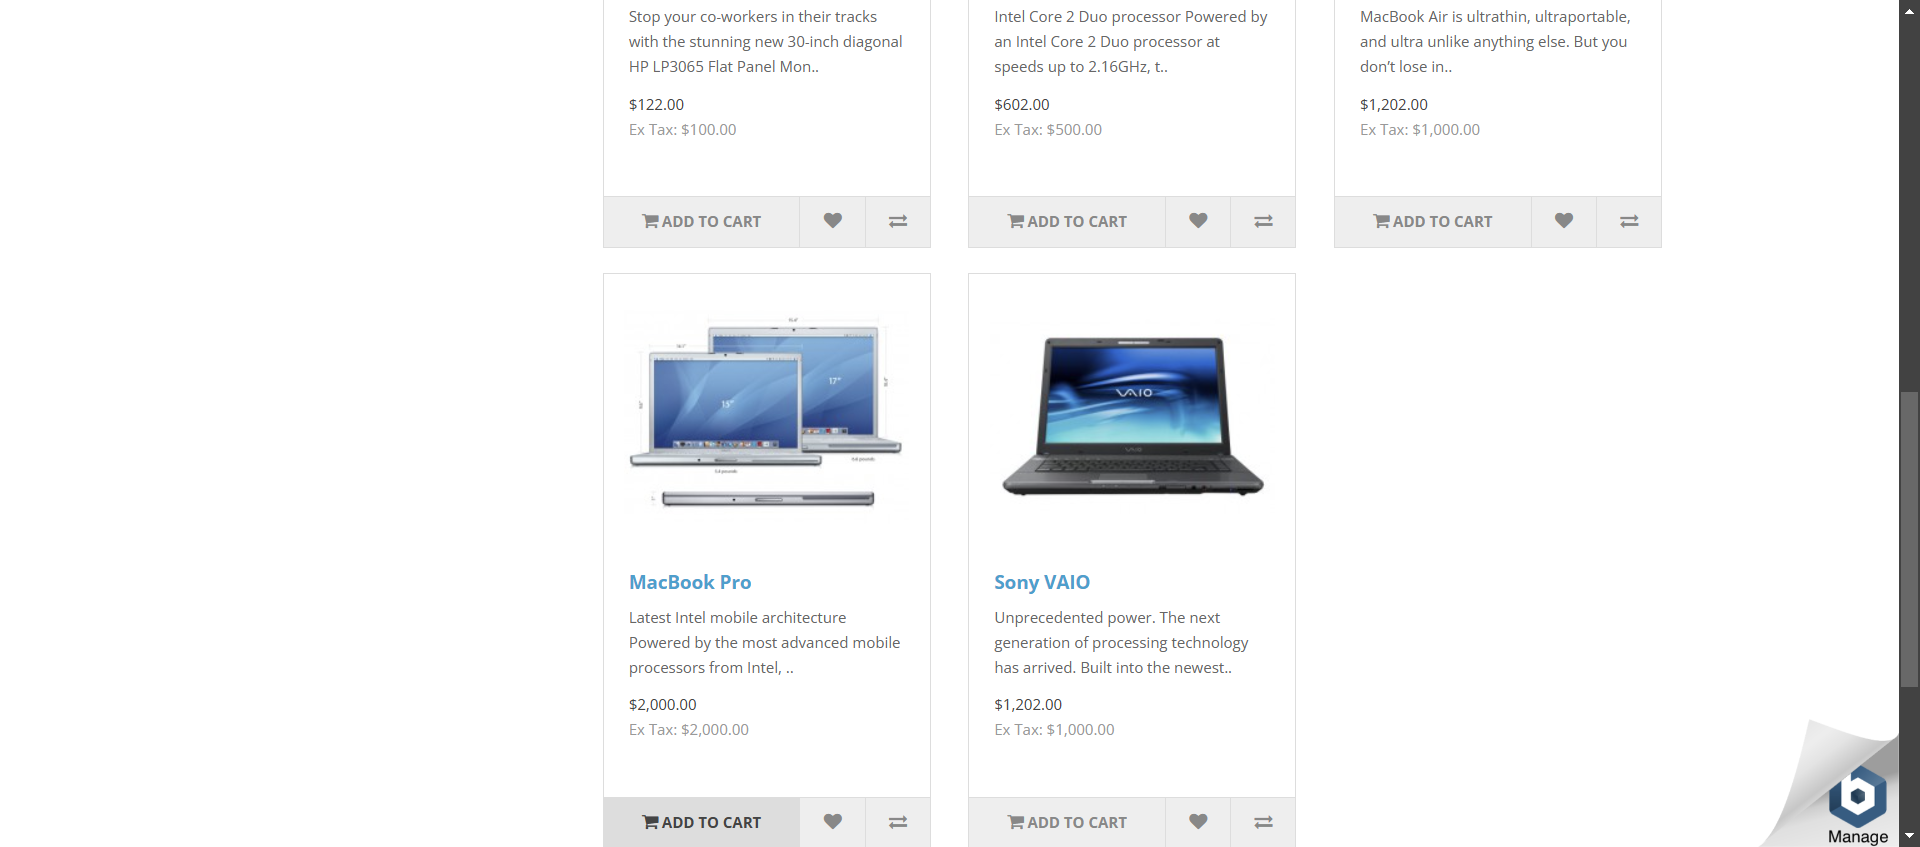 Stop your co-workers in their tracks
with the stunning new 30-inch diagonal
HP LP3065 Flat Panel Mon..
$122.00
Ex Tax: $100.00
ADD TO CART
Intel Core 2 Duo processor Powered by
an Intel Core 2 Duo processor at
speeds up to 2.16GHz, t..
$602.00
Ex Tax: $500.00
ADD TO CART
MacBook Air is ultrathin, ultraportable,
and ultra unlike anything else. But you
don’t lose in..
$1,202.00
Ex Tax: $1,000.00
ADD TO CART
15"
17"
MacBook Pro
Latest Intel mobile architecture
Powered by the most advanced mobile
processors from Intel, ..
$2,000.00
Ex Tax: $2,000.00
ADD TO CART
VAIO
Sony VAIO
Unprecedented power. The next
generation of processing technology
has arrived. Built into the newest..
$1,202.00
Ex Tax: $1,000.00
ADD TO CART
b
Manage